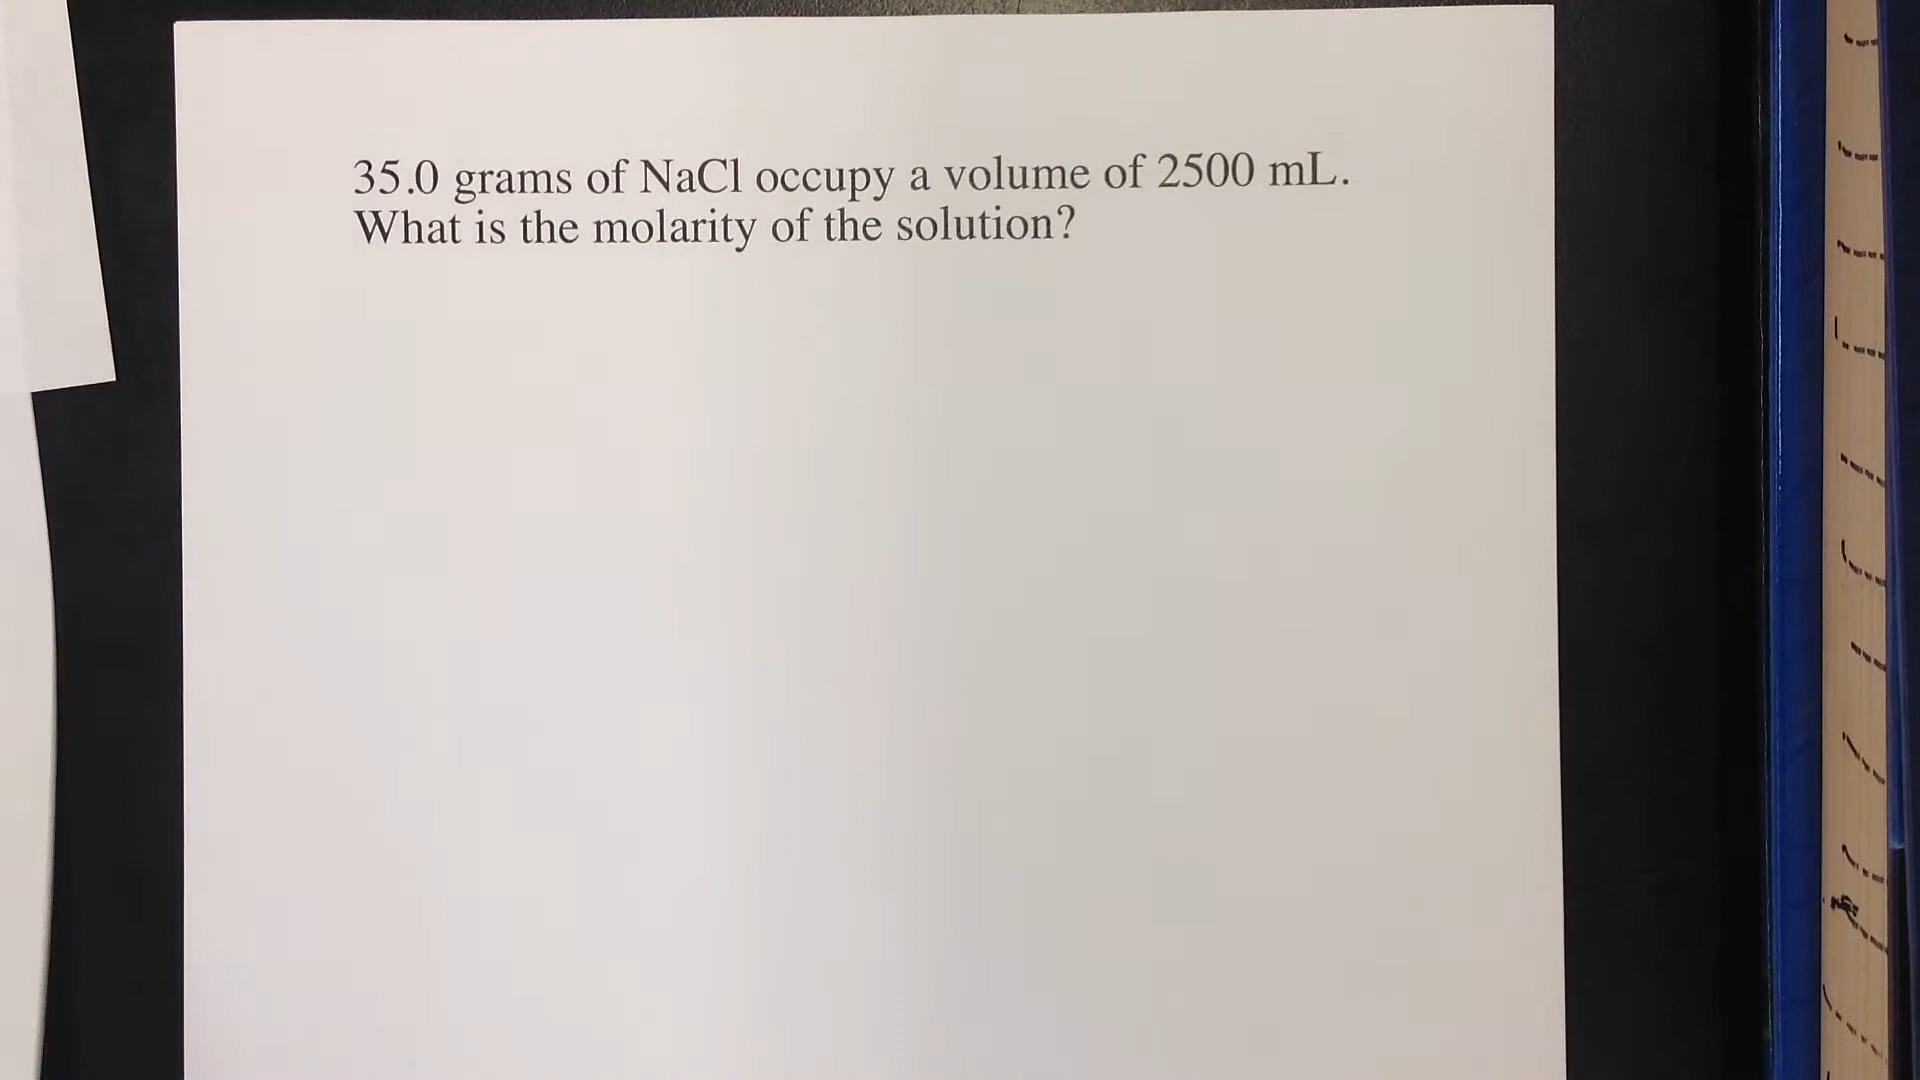 35.0 grams of NaCl occupy a volume of 2500 mL.
What is the molarity of the solution?